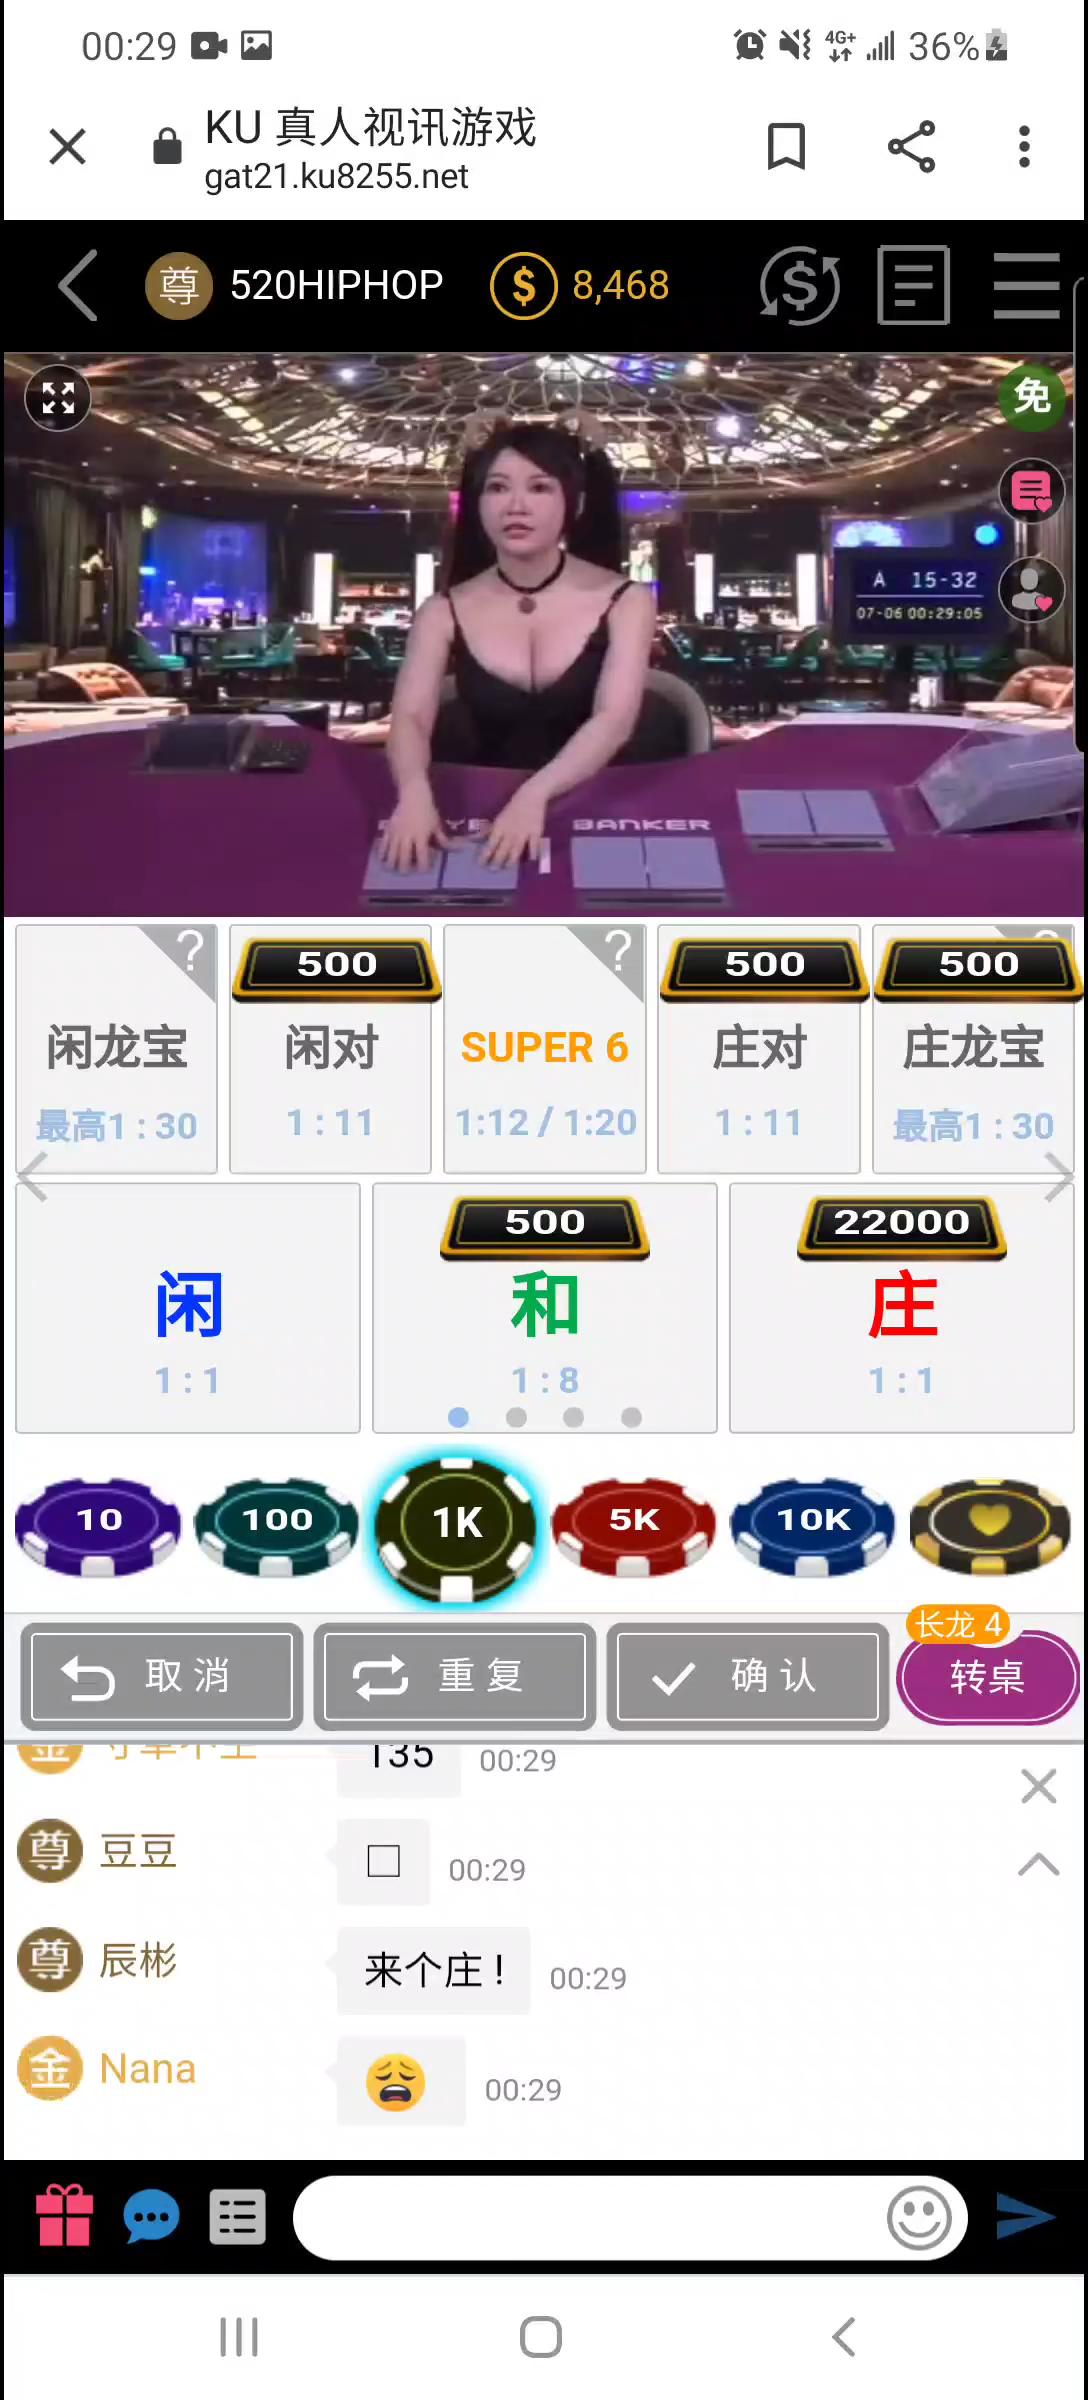 00:29
4G+
36%
KU 真人视讯游戏
gat21.ku8255.net
尊 520HIPHOP $ 8,468 $
免
A 15-32
07-06 00:29:05
BANKER
? 500 ? 500 500
闲龙宝 闲对 SUPER 6 庄对 庄龙宝
最高1 : 30 1 : 11 1:12 / 1:20 1 : 11 最高1 : 30
500 22000
闲 和 庄
1 : 1 1 : 8 1 : 1
10 100 1K 5K 10K
长龙 4
取消 重复 确认 转桌
135 00:29
尊 豆豆 □ 00:29
尊 辰彬 来个庄！ 00:29
金 Nana 😩 00:29